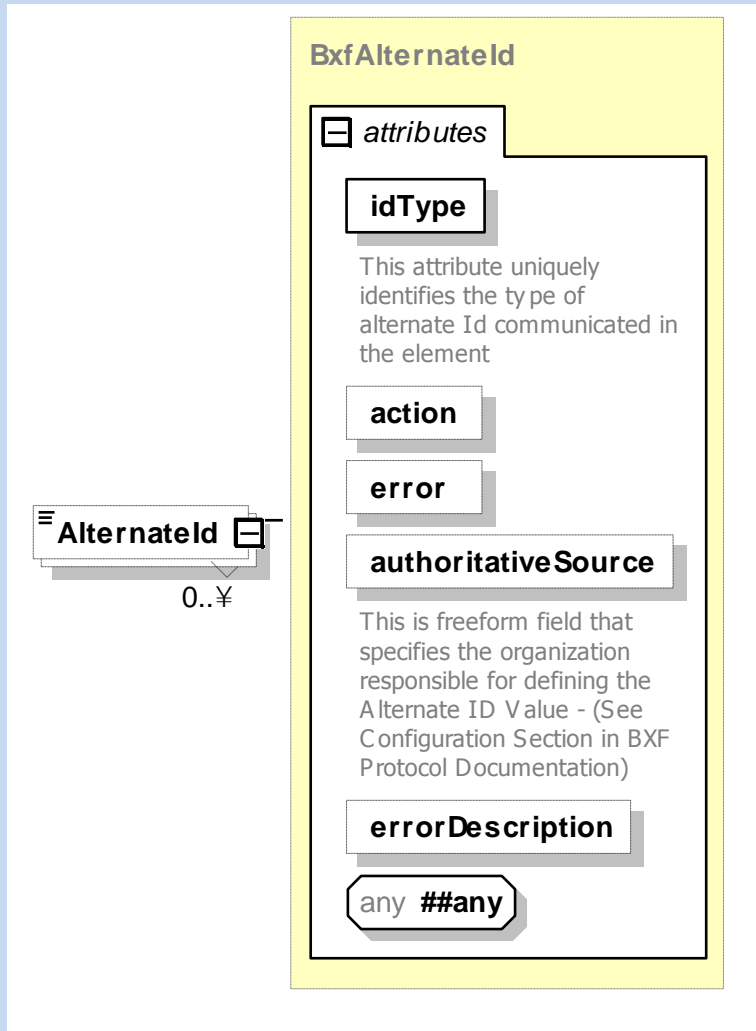 BxfAlternateId
attributes
idType
This attribute uniquely
identifies the type of
alternate Id communicated in
the element
action
error
AlternateId
0..¥
authoritativeSource
This is freeform field that
specifies the organization
responsible for defining the
Alternate ID Value - (See
Configuration Section in BXF
Protocol Documentation)
errorDescription
any ##any